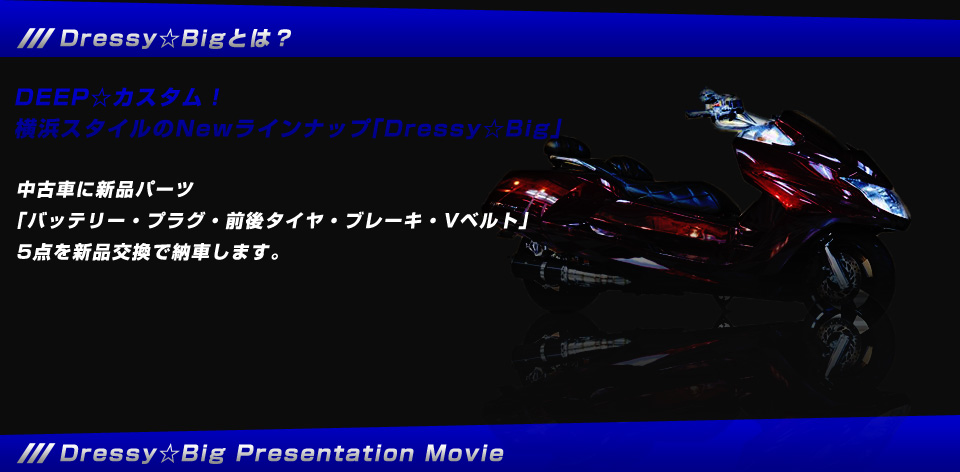 Dressy☆Bigとは？
DEEP☆カスタム！
横浜スタイルのNewラインナップ「Dressy☆Big」
中古車に新品パーツ
「バッテリー・プラグ・前後タイヤ・ブレーキ・Vベルト」
5点を新品交換で納車します。
Dressy☆Big Presentation Movie